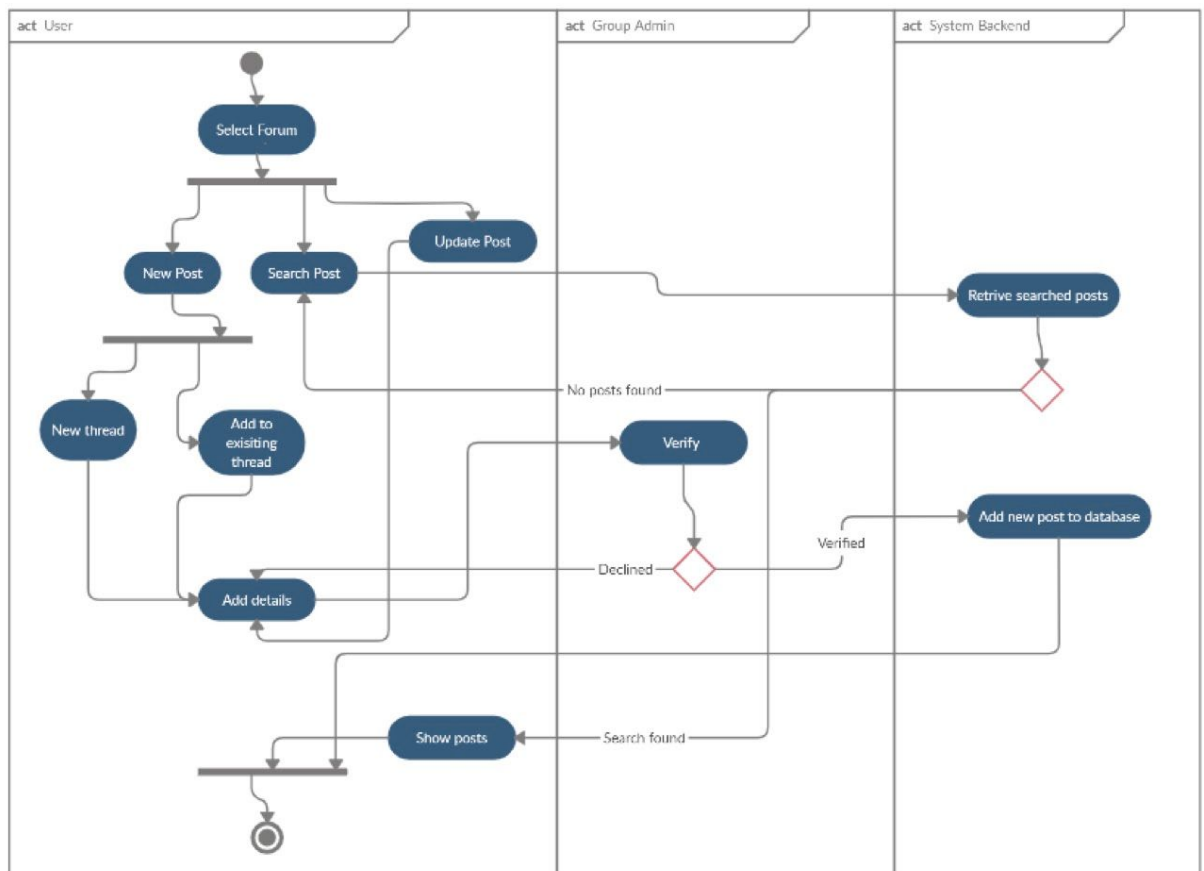 act User
act Group Admin
act System Backend
Select Forum
Update Post
New Post
Search Post
Retrive searched posts
No posts found
New thread
Add to
exisiting
thread
Verify
Add new post to database
Verified
Declined
Add details
Show posts
Search found